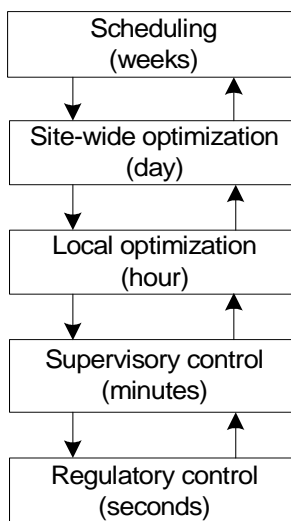 Scheduling
(weeks)
Site-wide optimization
(day)
Local optimization
(hour)
Supervisory control
(minutes)
Regulatory control
(seconds)